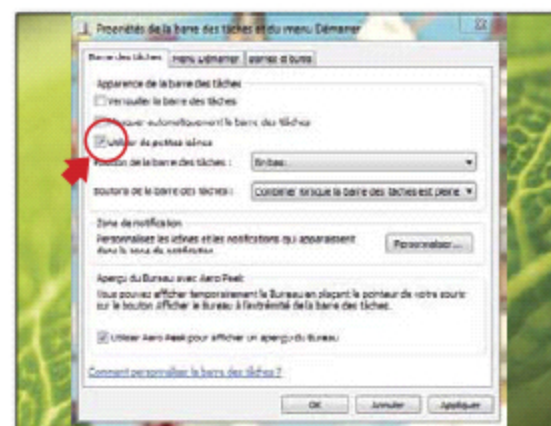 Propriétés de la barre des tâches et du menu Démarrer
Barre des tâches Menu Démarrer Barres d'outils
Apparence de la barre des tâches
Verrouiller la barre des tâches
Masquer automatiquement la barre des tâches
Utiliser de petites icônes
Position de la barre des tâches : En bas
Boutons de la barre des tâches : Combiner lorsque la barre des tâches est pleine
Zone de notification
Personnalisez les icônes et les notifications qui apparaissent Personnaliser...
dans la zone de notification
Aperçu du Bureau avec Aero Peek
Vous pouvez afficher temporairement le Bureau en plaçant le pointeur de votre souris
sur le bouton Afficher le Bureau à l'extrémité de la barre des tâches.
Utiliser Aero Peek pour afficher un aperçu du Bureau
Comment personnaliser la barre des tâches ?
OK Annuler Appliquer